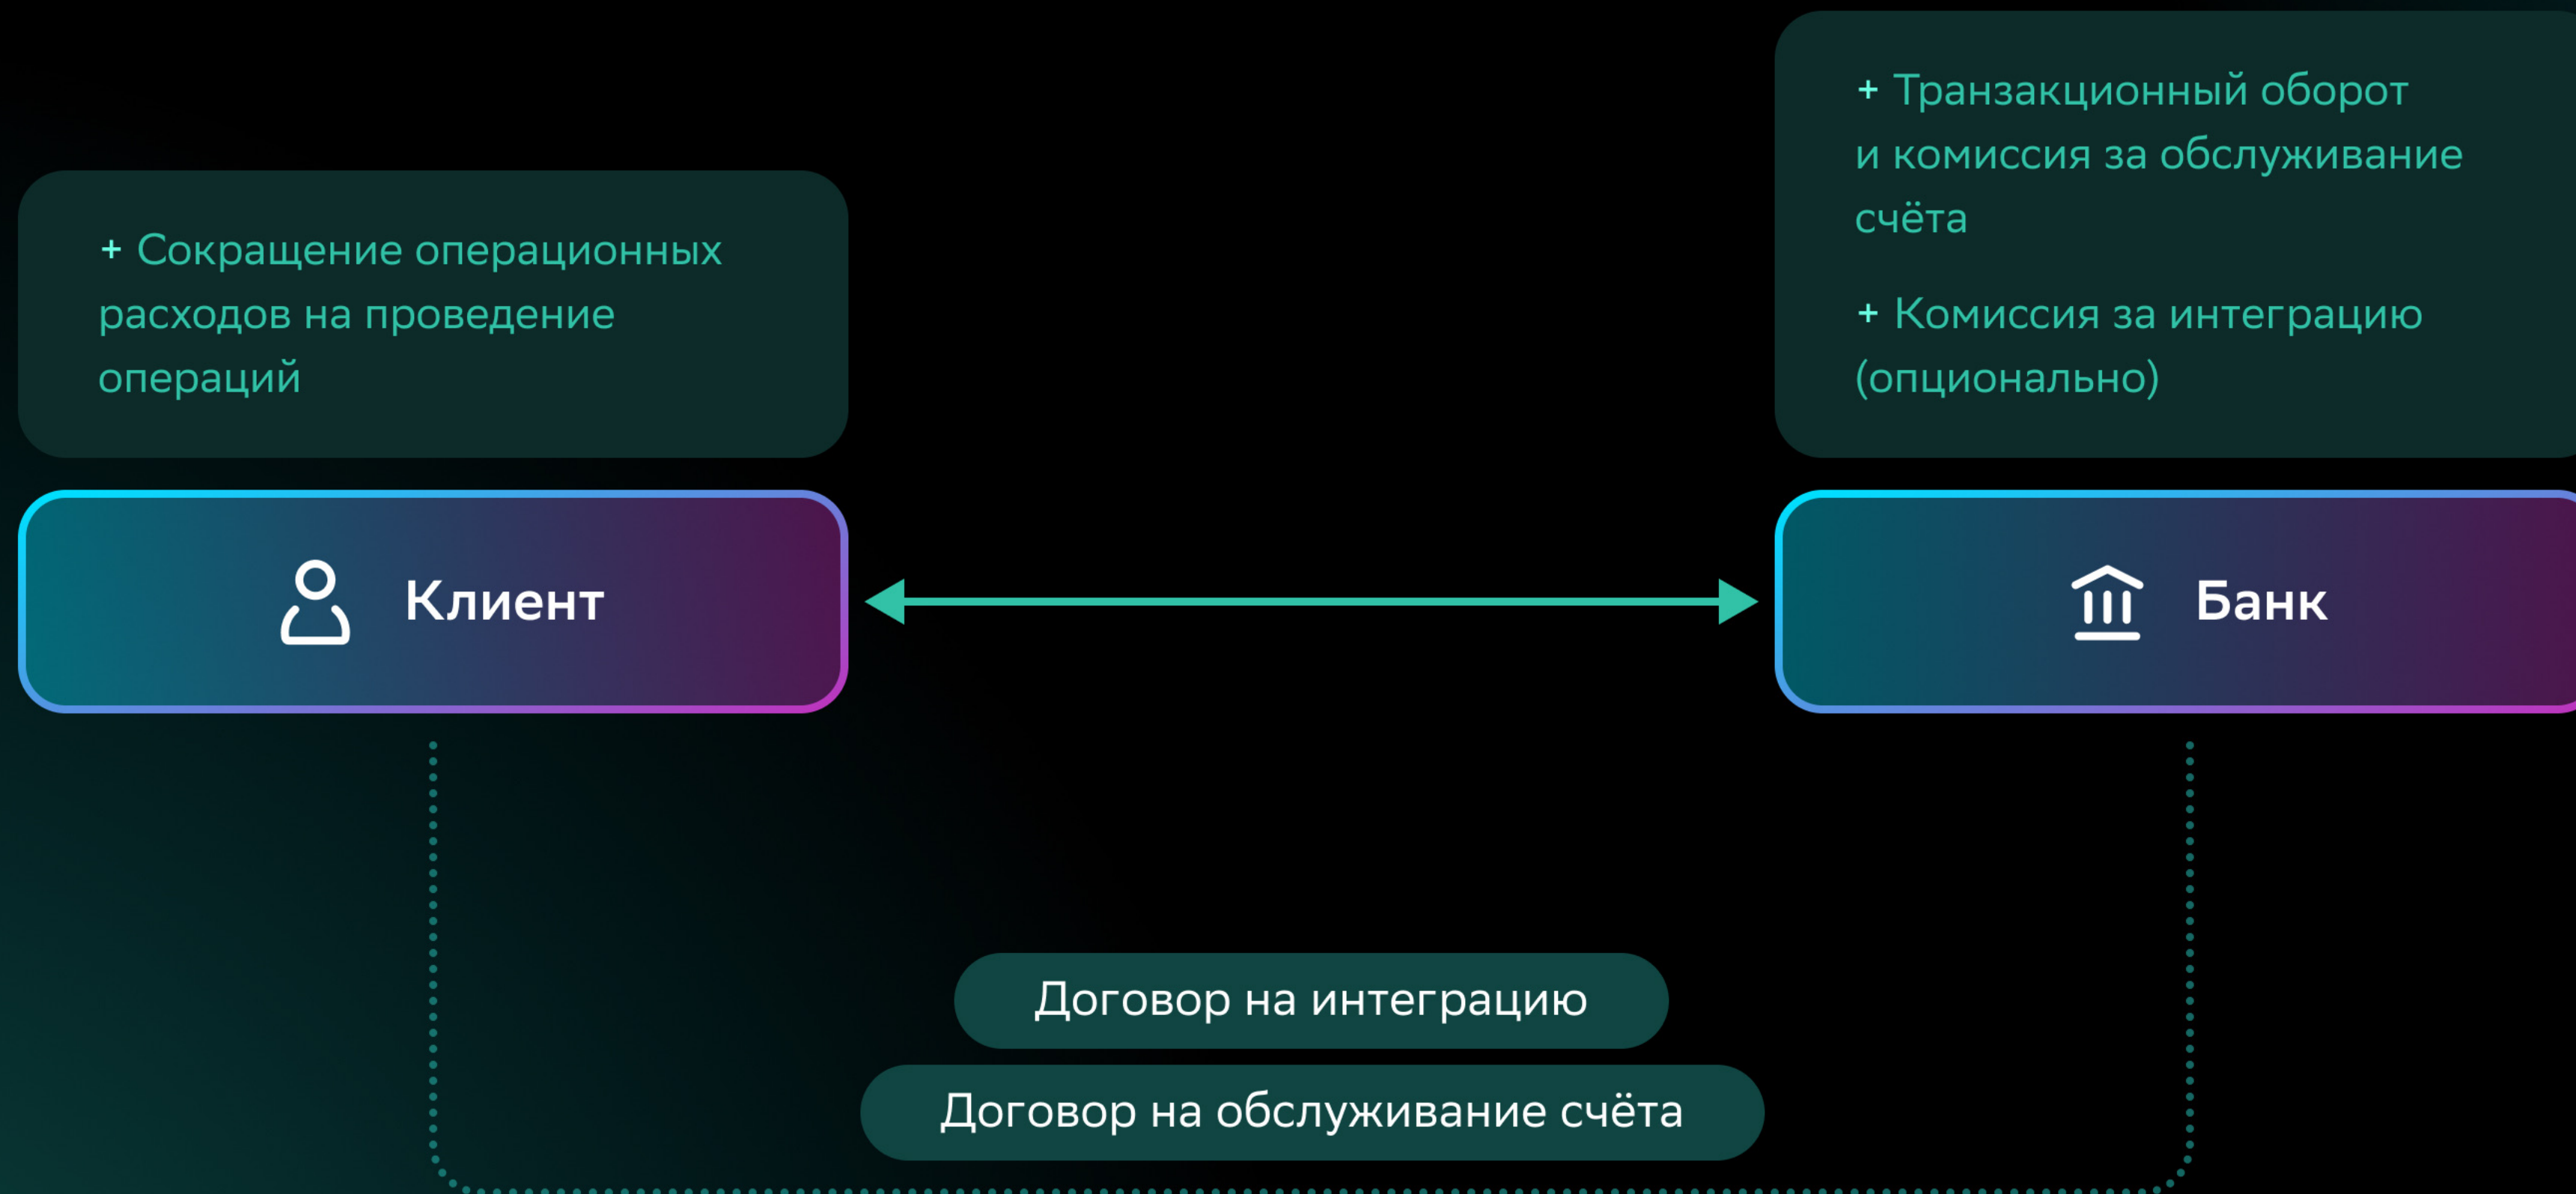 + Сокращение операционных
расходов на проведение
операций
+ Транзакционный оборот
и комиссия за обслуживание
счёта
+ Комиссия за интеграцию
(опционально)
Клиент
Банк
Договор на интеграцию
Договор на обслуживание счёта